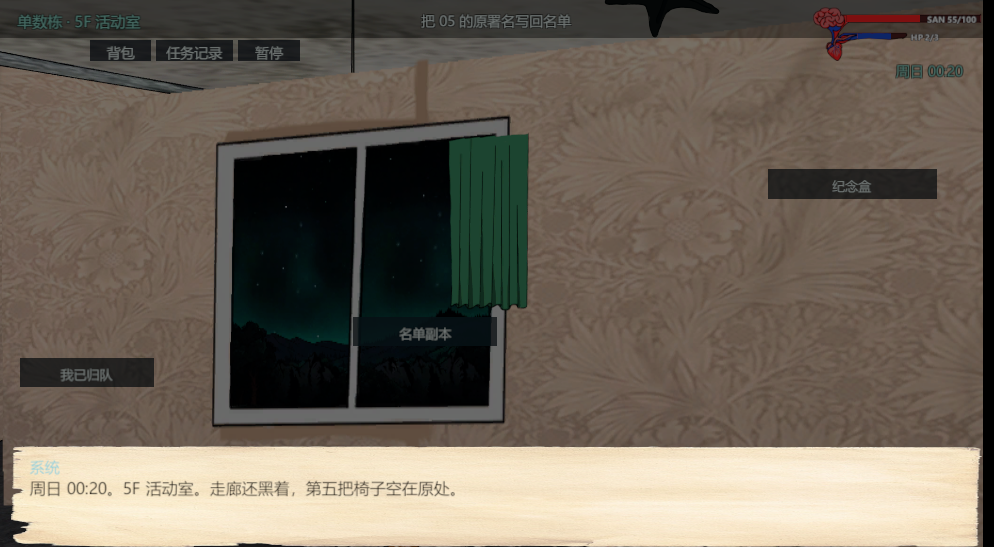 单数栋 · 5F 活动室
把 05 的原署名写回名单
SAN 55/100
HP 2/3
背包
任务记录
暂停
周日 00:20
纪念盒
名单副本
我已归队
系统
周日 00:20。5F 活动室。走廊还黑着，第五把椅子空在原处。